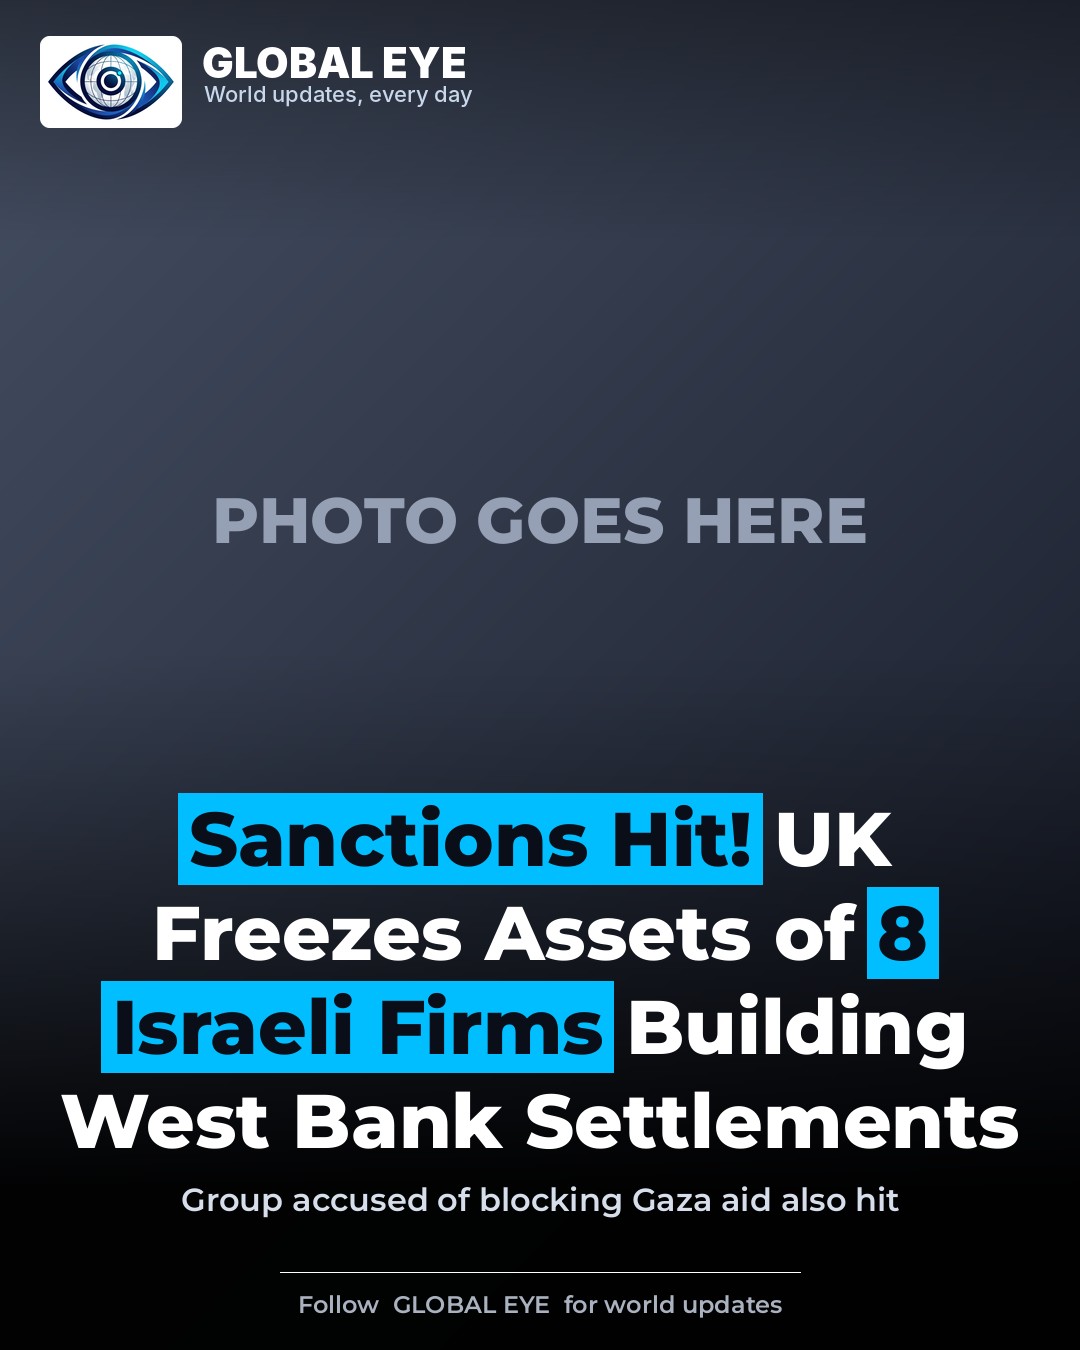 GLOBAL EYE
World updates, every day
PHOTO GOES HERE
Sanctions Hit! UK
Freezes Assets of 8
Israeli Firms Building
West Bank Settlements
Group accused of blocking Gaza aid also hit
Follow GLOBAL EYE for world updates